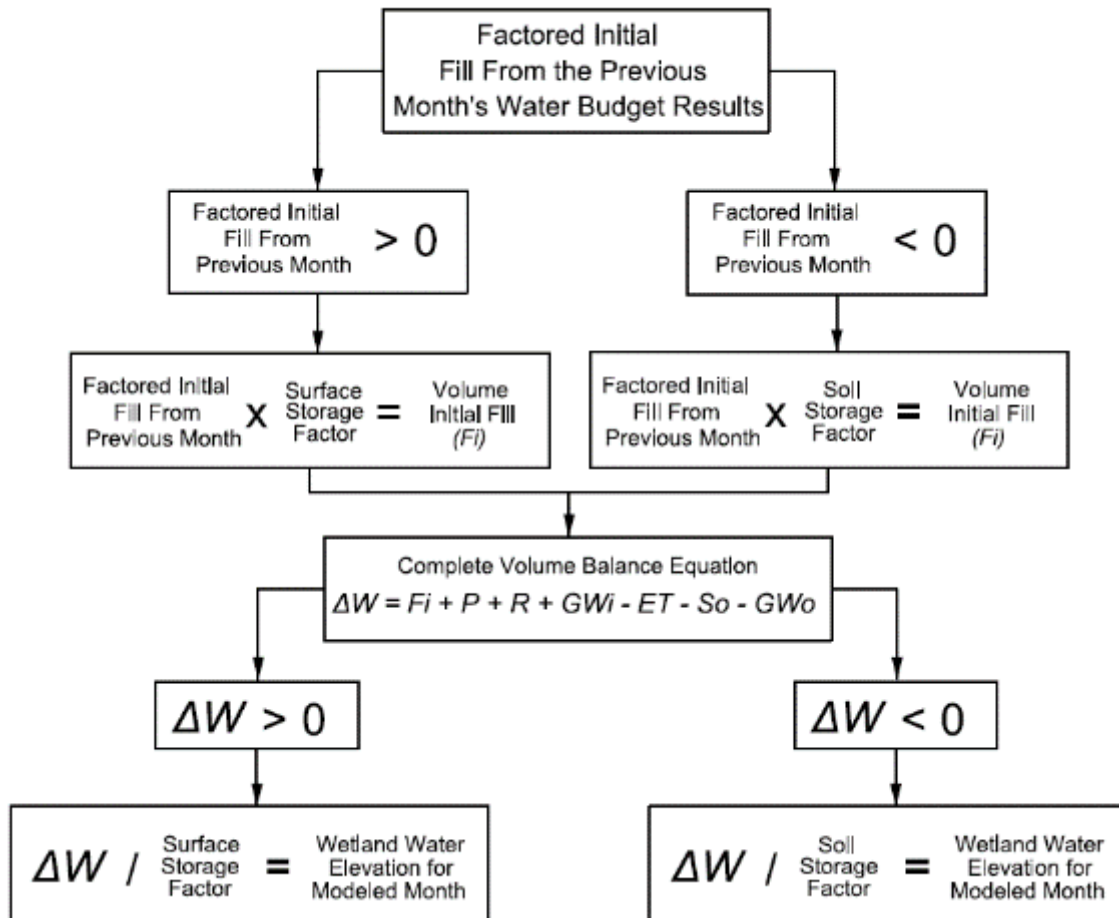 Factored Initial
Fill From the Previous
Month's Water Budget Results
Factored Initial
Fill From
Previous Month
> 0
Factored Initial
Fill From
Previous Month
< 0
Factored Initial
Fill From
Previous Month
X
Surface
Storage
Factor
=
Volume
Initial Fill
(Fi)
Factored Initial
Fill From
Previous Month
X
Soil
Storage
Factor
=
Volume
Initial Fill
(Fi)
Complete Volume Balance Equation
ΔW = Fi + P + R + GWi - ET - So - GWo
ΔW > 0
ΔW < 0
ΔW /
Surface
Storage
Factor
=
Wetland Water
Elevation for
Modeled Month
ΔW /
Soil
Storage
Factor
=
Wetland Water
Elevation for
Modeled Month